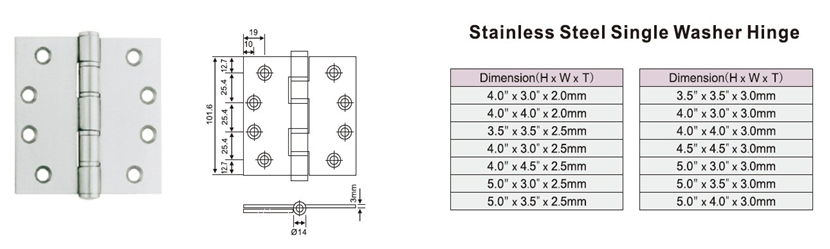 Stainless Steel Single Washer Hinge
19
10
12.7
25.4
101.6
25.4
12.7
3mm
Ø14
Dimension(H x W x T)
4.0" x 3.0" x 2.0mm
4.0" x 4.0" x 2.0mm
3.5" x 3.5" x 2.5mm
4.0" x 3.0" x 2.5mm
4.0" x 4.5" x 2.5mm
5.0" x 3.0" x 2.5mm
5.0" x 3.5" x 2.5mm
Dimension(H x W x T)
3.5" x 3.5" x 3.0mm
4.0" x 3.0" x 3.0mm
4.0" x 4.0" x 3.0mm
4.5" x 4.5" x 3.0mm
5.0" x 3.0" x 3.0mm
5.0" x 3.5" x 3.0mm
5.0" x 4.0" x 3.0mm